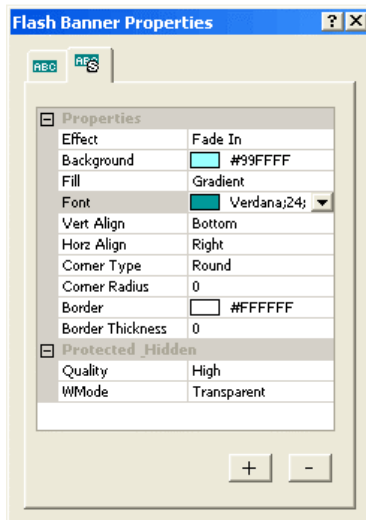 Flash Banner Properties
ABC ABC
Properties
Effect Fade In
Background #99FFFF
Fill Gradient
Font Verdana;24;
Vert Align Bottom
Horz Align Right
Corner Type Round
Corner Radius 0
Border #FFFFFF
Border Thickness 0
Protected_Hidden
Quality High
WMode Transparent
+ -